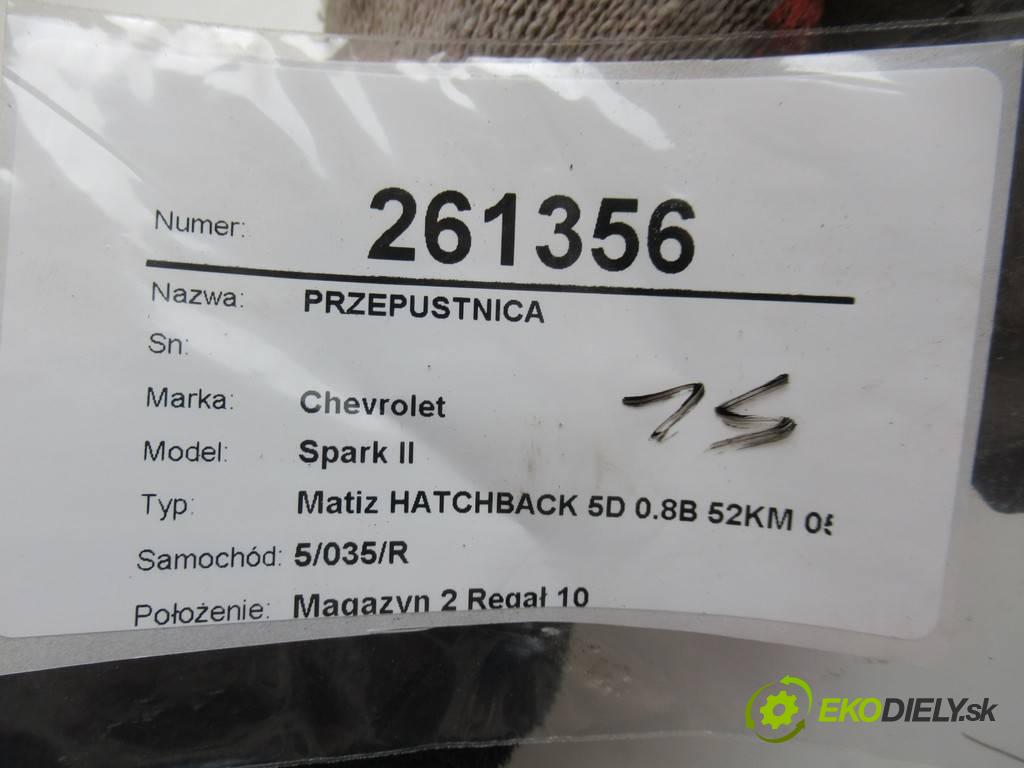 Numer: 261356
Nazwa: PRZEPUSTNICA
Sn:
Marka: Chevrolet
15
Model: Spark II
Typ: Matiz HATCHBACK 5D 0.8B 52KM 05
Samochód: 5/035/R
Położenie: Magazyn 2 Regał 10
EKODIELY.sk